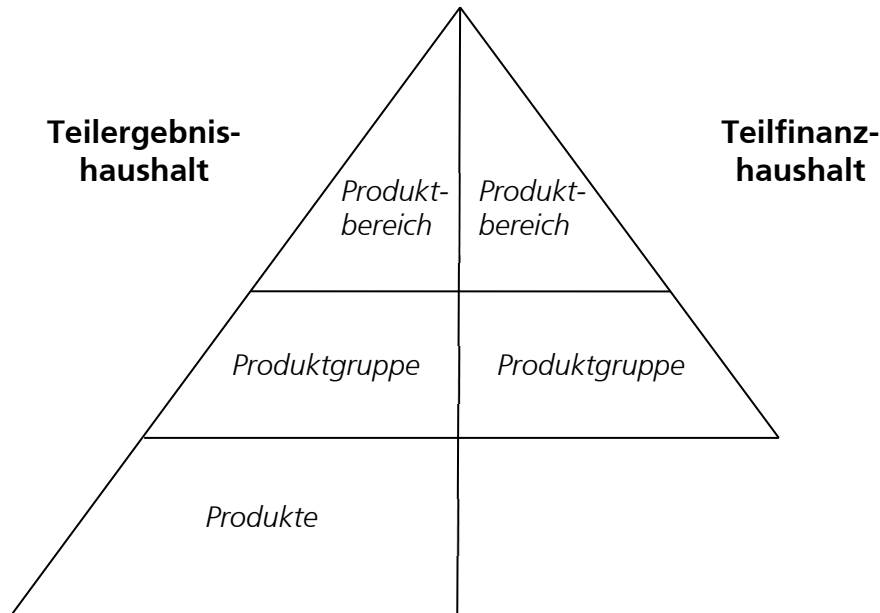 Teilergebnis-
haushalt
Teilfinanz-
haushalt
Produkt-
bereich
Produkt-
bereich
Produktgruppe
Produktgruppe
Produkte